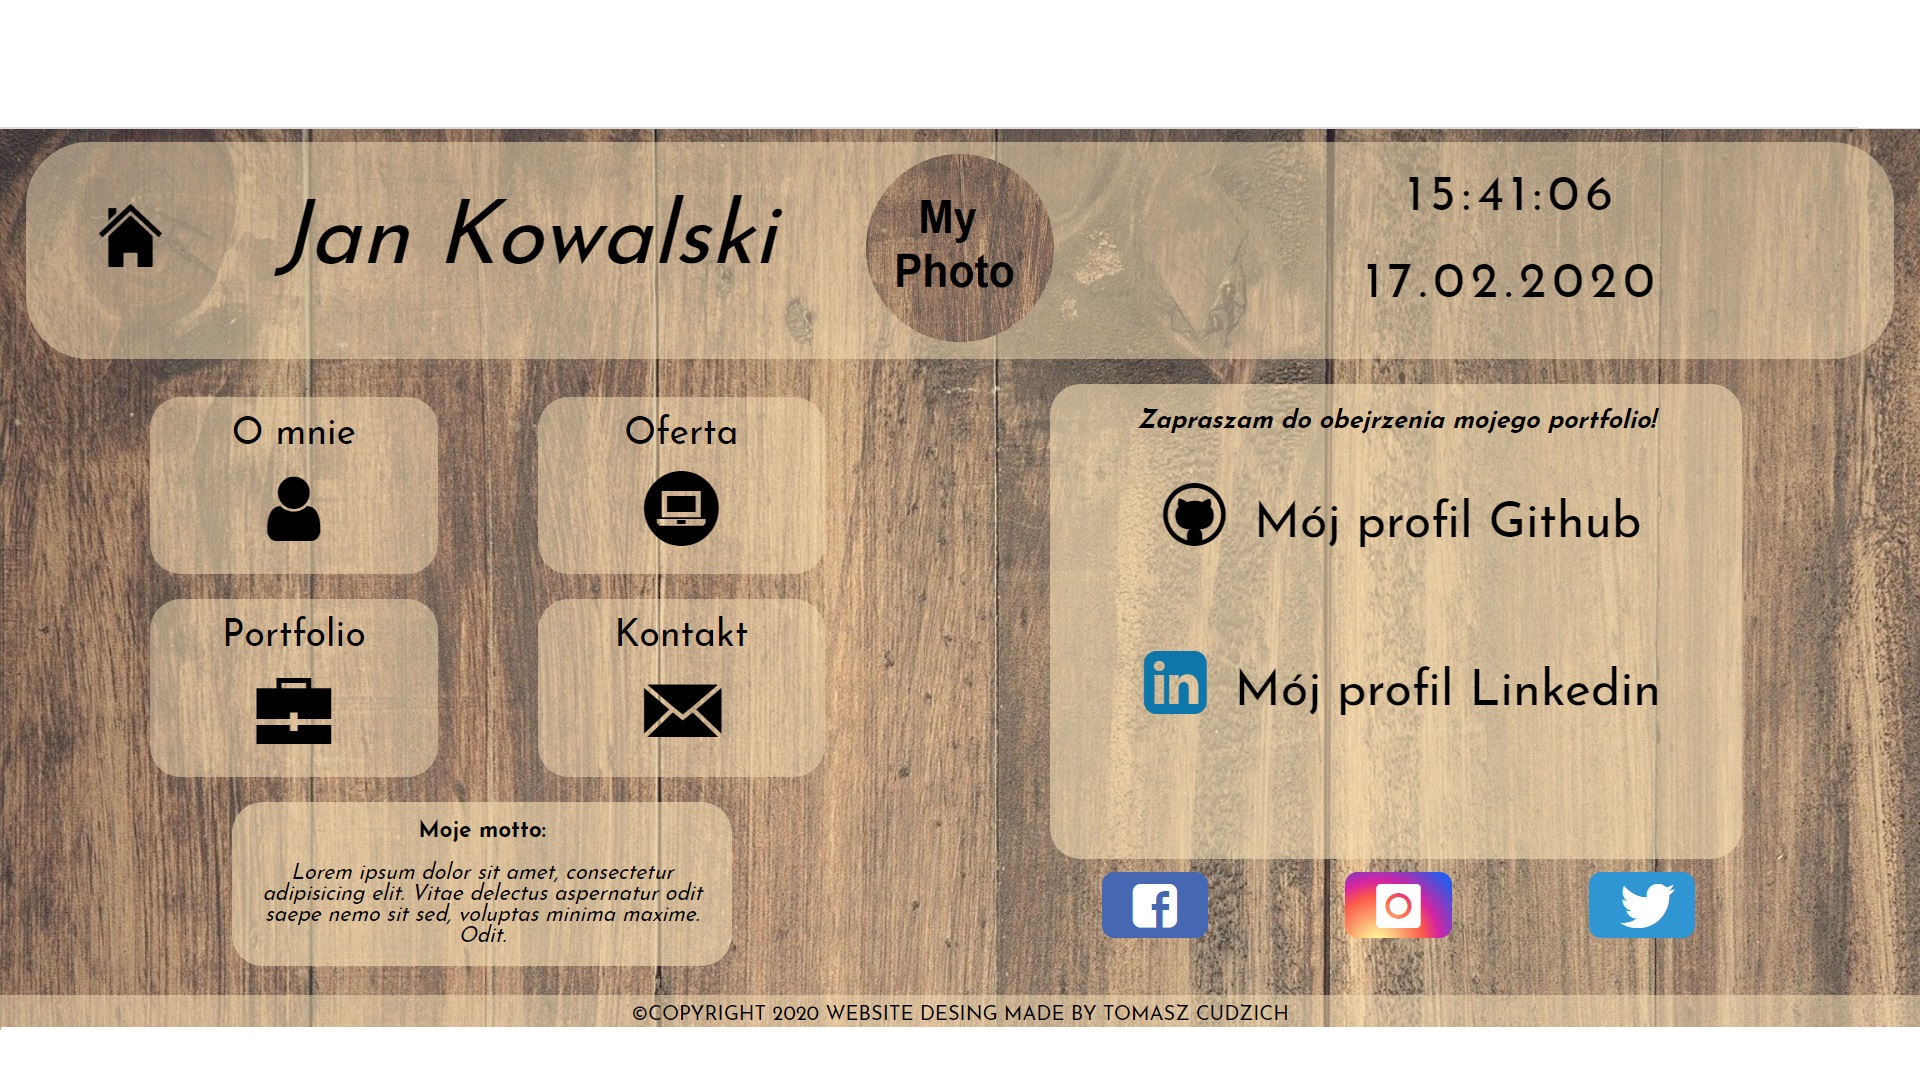 Jan Kowalski
My
Photo
15:41:06
17.02.2020
O mnie
Oferta
Portfolio
Kontakt
Moje motto:
Lorem ipsum dolor sit amet, consectetur
adipisicing elit. Vitae delectus aspernatur odit
saepe nemo sit sed, voluptas minima maxime.
Odit.
Zapraszam do obejrzenia mojego portfolio!
Mój profil Github
in
Mój profil Linkedin
f
©COPYRIGHT 2020 WEBSITE DESING MADE BY TOMASZ CUDZICH